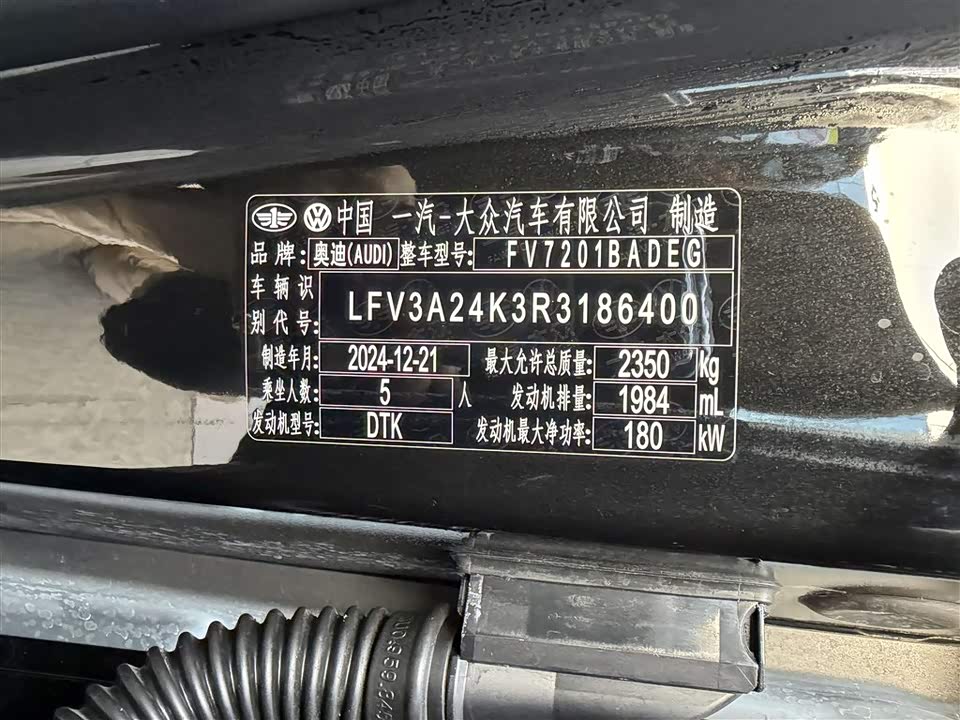 中国 一汽-大众汽车有限公司 制造
品牌: 奥迪(AUDI) 整车型号: FV7201BADEG
车辆识别代号: LFV3A24K3R3186400
制造年月: 2024-12-21 最大允许总质量: 2350 kg
乘坐人数: 5 人 发动机排量: 1984 mL
发动机型号: DTK 发动机最大净功率: 180 kW